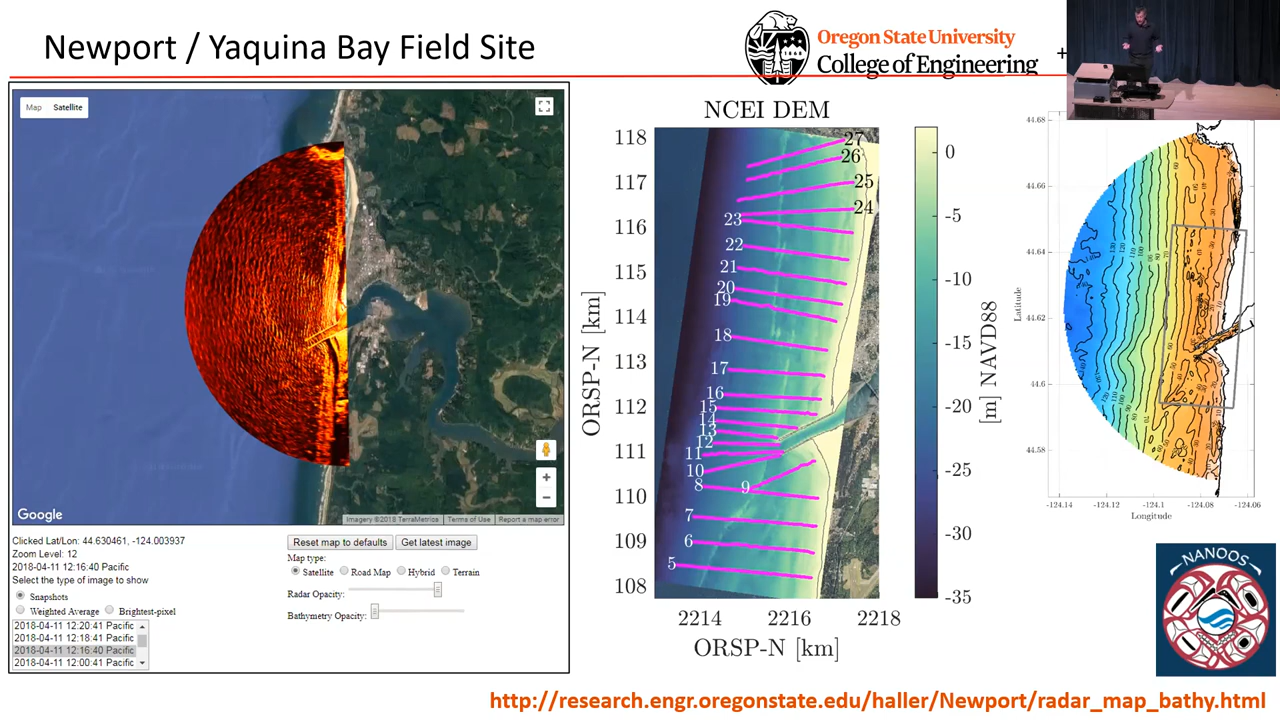 Newport / Yaquina Bay Field Site
Oregon State University
College of Engineering
+
Map Satellite
Google
Imagery ©2018 TerraMetrics Terms of Use Report a map error
Clicked Lat/Lon: 44.630461, -124.003937
Zoom Level: 12
2018-04-11 12:16:40 Pacific
Select the type of image to show
Snapshots
Weighted Average Brightest-pixel
2018-04-11 12:20:41 Pacific
2018-04-11 12:18:41 Pacific
2018-04-11 12:16:40 Pacific
2018-04-11 12:00:41 Pacific
Reset map to defaults Get latest image
Map type:
Satellite Road Map Hybrid Terrain
Radar Opacity:
Bathymetry Opacity:
NCEI DEM
ORSP-N [km]
118
117
116
115
114
113
112
111
110
109
108
27
26
25
24
23
22
21
20
19
18
17
16
15
14
13
12
11
10
9
8
7
6
5
2214 2216 2218
ORSP-N [km]
0
-5
-10
-15
-20
-25
-30
-35
[m] NAVD88
Latitude
44.68
44.66
44.64
44.62
44.6
44.58
-124.14 -124.12 -124.1 -124.08 -124.06
Longitude
NANOOS
http://research.engr.oregonstate.edu/haller/Newport/radar_map_bathy.html